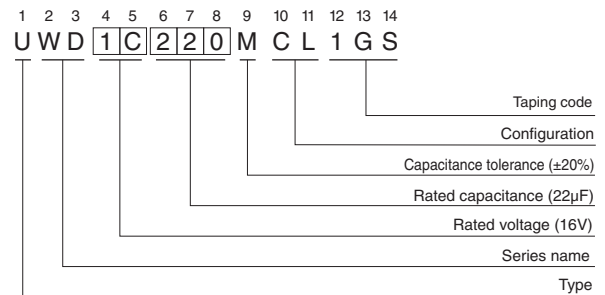 1 2 3 4 5 6 7 8 9 10 11 12 13 14
U W D 1 C 2 2 0 M C L 1 G S
Taping code
Configuration
Capacitance tolerance (±20%)
Rated capacitance (22µF)
Rated voltage (16V)
Series name
Type